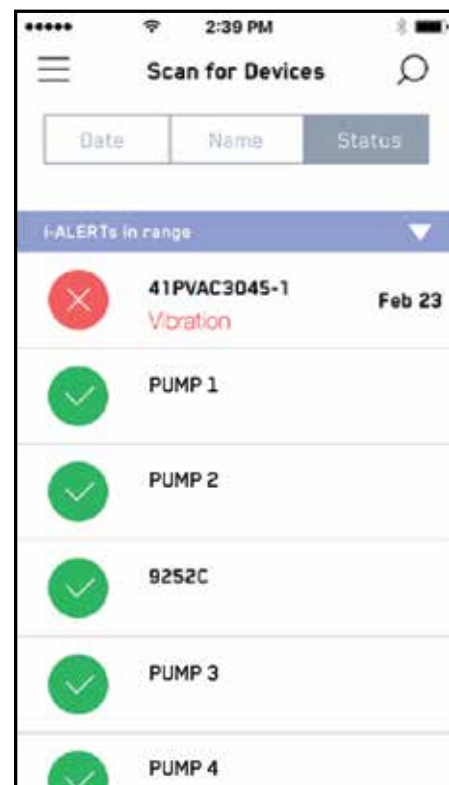 2:39 PM
Scan for Devices
Date Name Status
i-ALERTs in range
41PVAC3045-1
Vibration
Feb 23
PUMP 1
PUMP 2
9252C
PUMP 3
PUMP 4